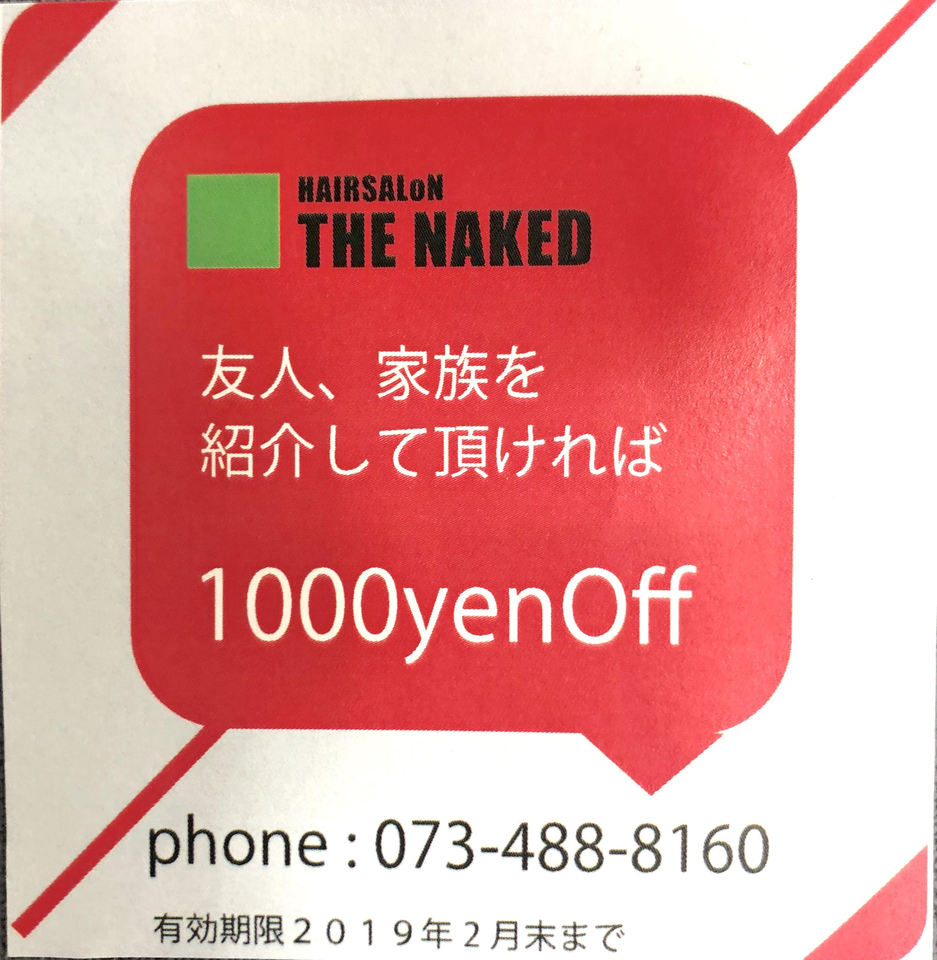 HAIRSALoN
THE NAKED
友人、家族を
紹介して頂ければ
1000yenOff
phone : 073-488-8160
有効期限２０１９年２月末まで